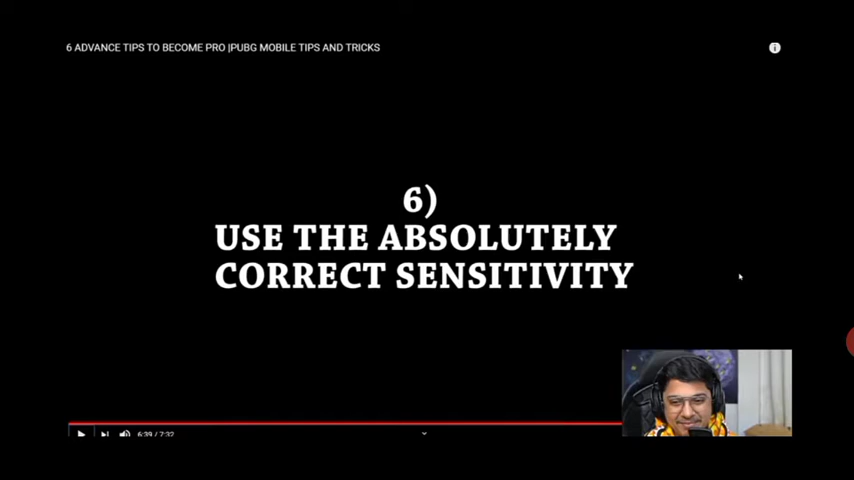 6 ADVANCE TIPS TO BECOME PRO |PUBG MOBILE TIPS AND TRICKS
6)
USE THE ABSOLUTELY
CORRECT SENSITIVITY
6:39 / 7:32